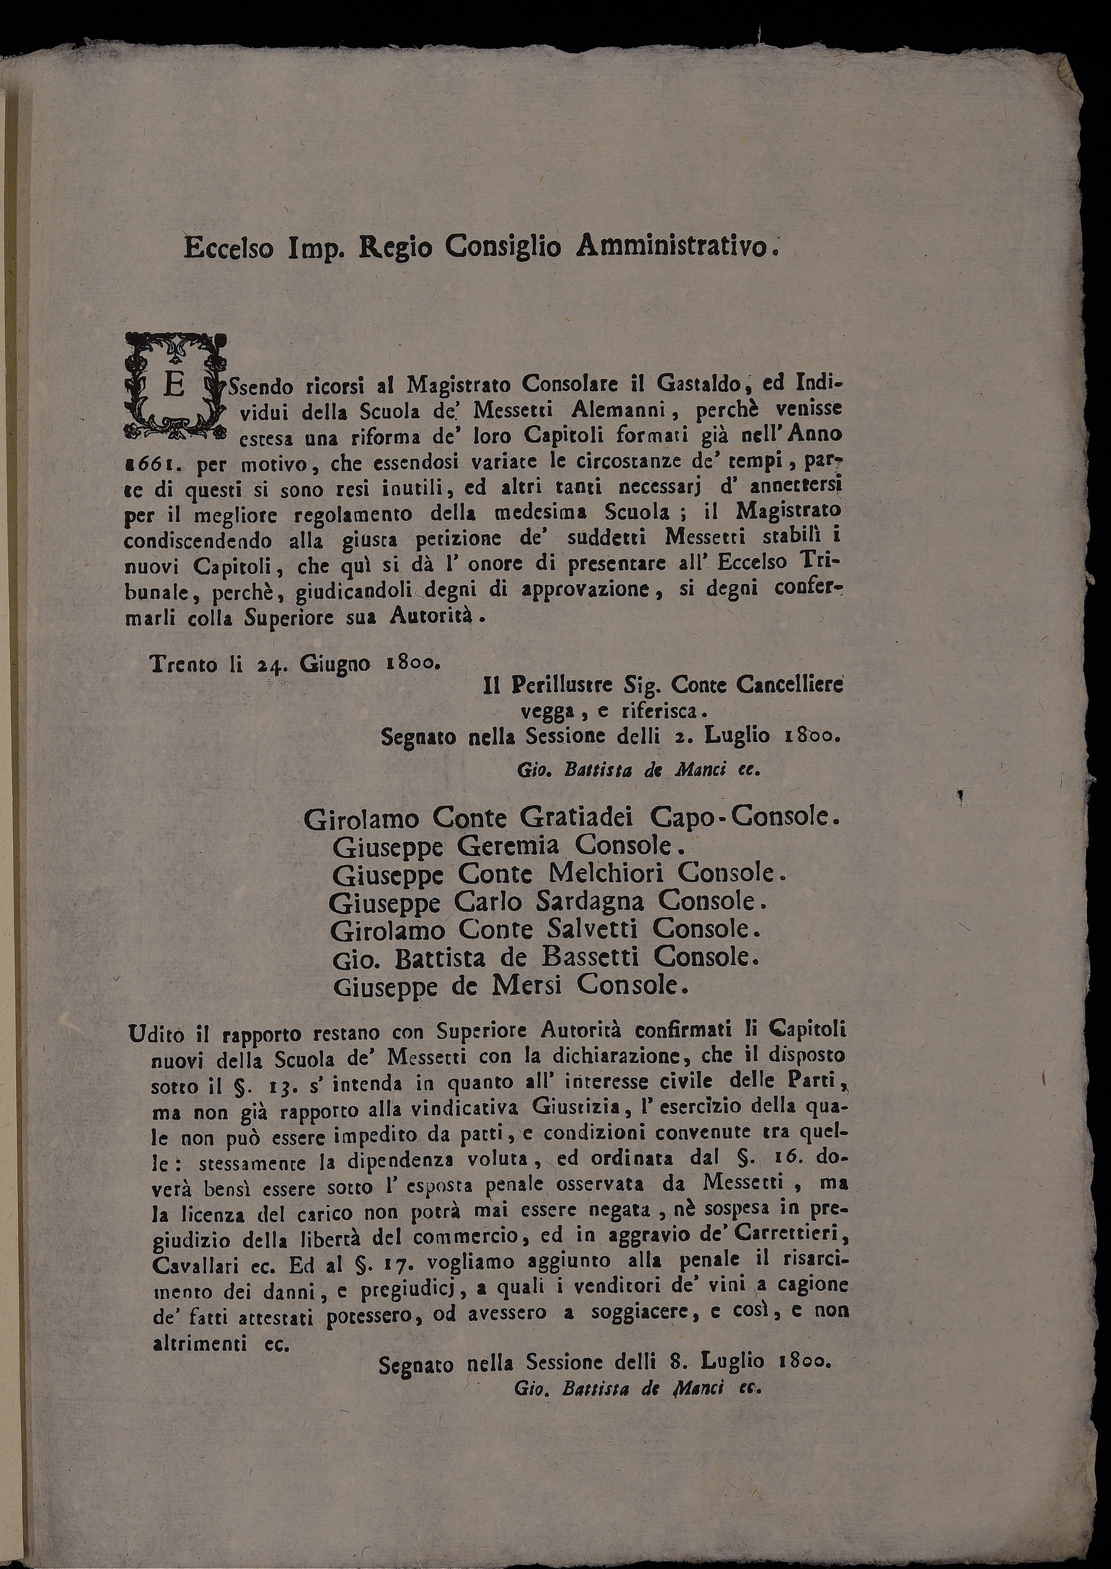 Eccelso Imp. Regio Consiglio Amministrativo.
ESsendo ricorsi al Magistrato Consolare il Gastaldo, ed Indi-
vidui della Scuola de' Messetti Alemanni, perchè venisse
estesa una riforma de' loro Capitoli formati già nell' Anno
1661. per motivo, che essendosi variate le circostanze de' tempi, par-
te di questi si sono resi inutili, ed altri tanti necessarj d' annettersi
per il megliore regolamento della medesima Scuola; il Magistrato
condiscendendo alla giusta petizione de' suddetti Messetti stabilì i
nuovi Capitoli, che quì si dà l' onore di presentare all' Eccelso Tri-
bunale, perchè, giudicandoli degni di approvazione, si degni confer-
marli colla Superiore sua Autorità.
Trento li 24. Giugno 1800.
Il Perillustre Sig. Conte Cancelliere
vegga, e riferisca.
Segnato nella Sessione delli 2. Luglio 1800.
Gio. Battista de Manci ec.
Girolamo Conte Gratiadei Capo-Console.
Giuseppe Geremia Console.
Giuseppe Conte Melchiori Console.
Giuseppe Carlo Sardagna Console.
Girolamo Conte Salvetti Console.
Gio. Battista de Bassetti Console.
Giuseppe de Mersi Console.
Udito il rapporto restano con Superiore Autorità confirmati li Capitoli
nuovi della Scuola de' Messetti con la dichiarazione, che il disposto
sotto il §. 13. s' intenda in quanto all' interesse civile delle Parti,
ma non già rapporto alla vindicativa Giustizia, l' esercizio della qua-
le non può essere impedito da patti, e condizioni convenute tra quel-
le: stessamente la dipendenza voluta, ed ordinata dal §. 16. do-
verà bensì essere sotto l' esposta penale osservata da Messetti, ma
la licenza del carico non potrà mai essere negata, nè sospesa in pre-
giudizio della libertà del commercio, ed in aggravio de' Carrettieri,
Cavallari ec. Ed al §. 17. vogliamo aggiunto alla penale il risarci-
mento dei danni, e pregiudicj, a quali i venditori de' vini a cagione
de' fatti attestati potessero, od avessero a soggiacere, e così, e non
altrimenti ec.
Segnato nella Sessione delli 8. Luglio 1800.
Gio. Battista de Manci ec.